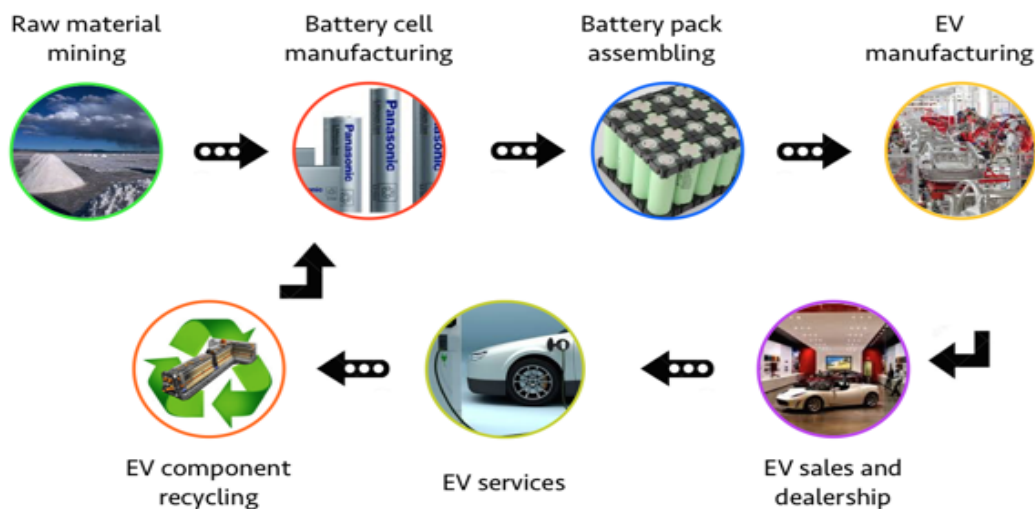 Raw material
mining
Battery cell
manufacturing
Battery pack
assembling
EV
manufacturing
Panasonic
Panasonic
EV component
recycling
EV services
EV sales and
dealership